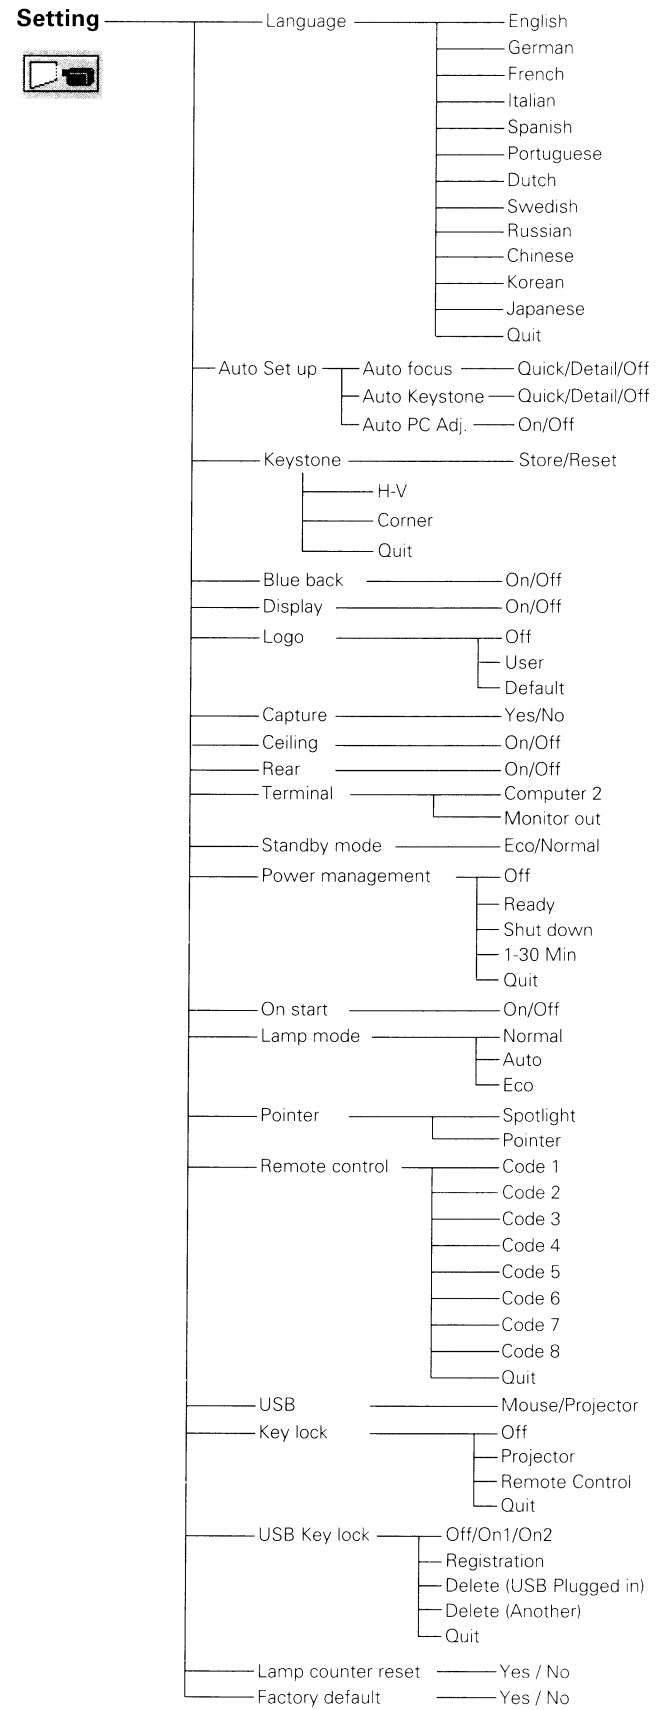 Setting Language English
German
French
Italian
Spanish
Portuguese
Dutch
Swedish
Russian
Chinese
Korean
Japanese
Quit
Auto Set up Auto focus Quick/Detail/Off
Auto Keystone Quick/Detail/Off
Auto PC Adj. On/Off
Keystone Store/Reset
H-V
Corner
Quit
Blue back On/Off
Display On/Off
Logo Off
User
Default
Capture Yes/No
Ceiling On/Off
Rear On/Off
Terminal Computer 2
Monitor out
Standby mode Eco/Normal
Power management Off
Ready
Shut down
1-30 Min
Quit
On start On/Off
Lamp mode Normal
Auto
Eco
Pointer Spotlight
Pointer
Remote control Code 1
Code 2
Code 3
Code 4
Code 5
Code 6
Code 7
Code 8
Quit
USB Mouse/Projector
Key lock Off
Projector
Remote Control
Quit
USB Key lock Off/On1/On2
Registration
Delete (USB Plugged in)
Delete (Another)
Quit
Lamp counter reset Yes / No
Factory default Yes / No